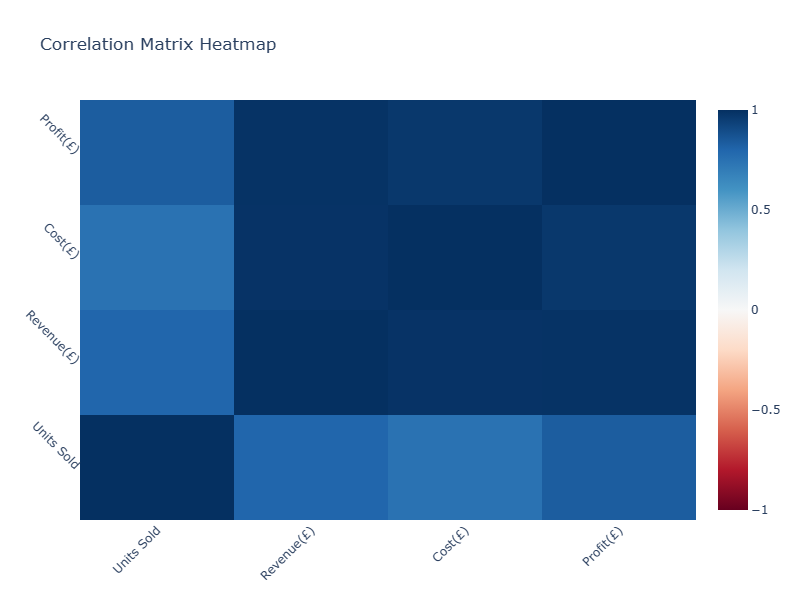 Correlation Matrix Heatmap
Profit(£)
Cost(£)
Revenue(£)
Units Sold
Units Sold
Revenue(£)
Cost(£)
Profit(£)
1
0.5
0
−0.5
−1